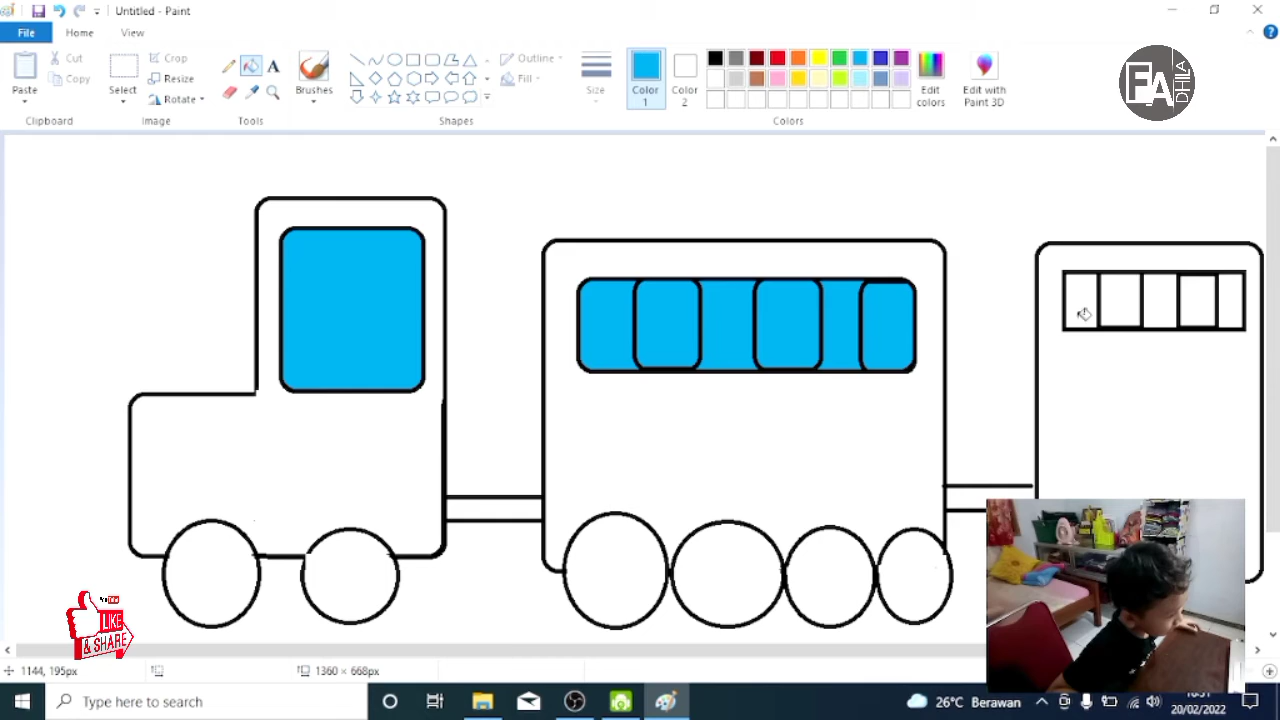 Untitled - Paint
File
Home
View
Paste
Cut
Copy
Clipboard
Select
Crop
Resize
Rotate
Image
A
Tools
Brushes
Shapes
Outline
Fill
Size
Color 1
Color 2
Colors
Edit colors
Edit with Paint 3D
FA DHILA
LIKE & SHARE
1144, 195px
1360 × 668px
Type here to search
26°C Berawan
20/02/2022